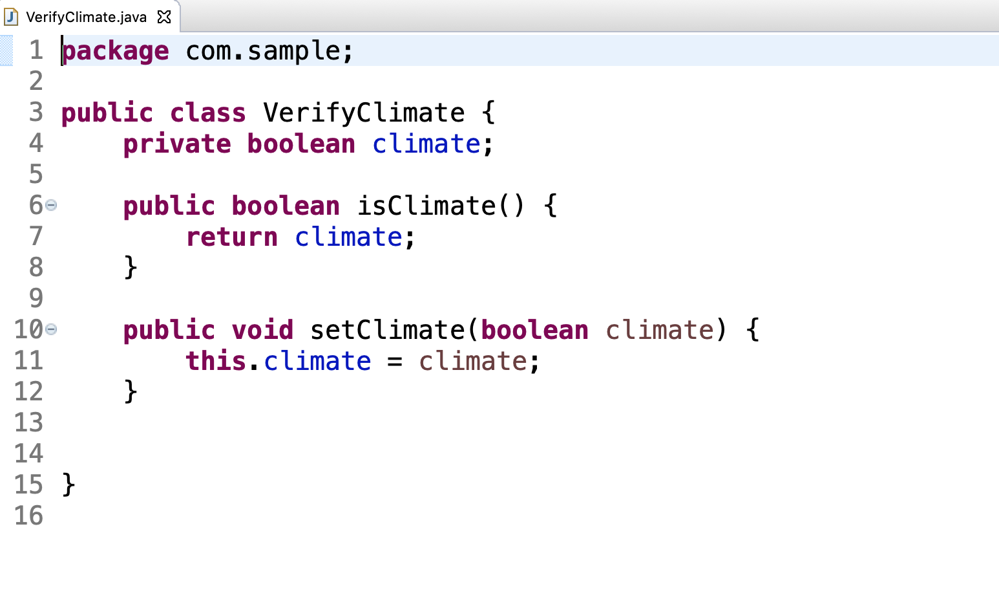 VerifyClimate.java
1 package com.sample;
2
3 public class VerifyClimate {
4     private boolean climate;
5
6     public boolean isClimate() {
7         return climate;
8     }
9
10     public void setClimate(boolean climate) {
11         this.climate = climate;
12     }
13
14
15 }
16